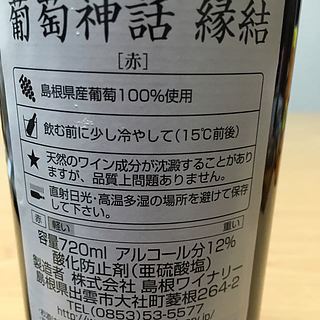 葡萄神話 縁結
[赤]
島根県産葡萄100%使用
飲む前に少し冷やして(15℃前後)
★ 天然のワイン成分が沈澱することがあり
ますが、品質上問題ありません。
直射日光・高温多湿の場所を避けて保存
して下さい。
赤 軽い 重い
容量720ml アルコール分12%
酸化防止剤(亜硫酸塩)
製造者 株式会社 島根ワイナリー
島根県出雲市大社町菱根264-2
TEL(0853)53-5577